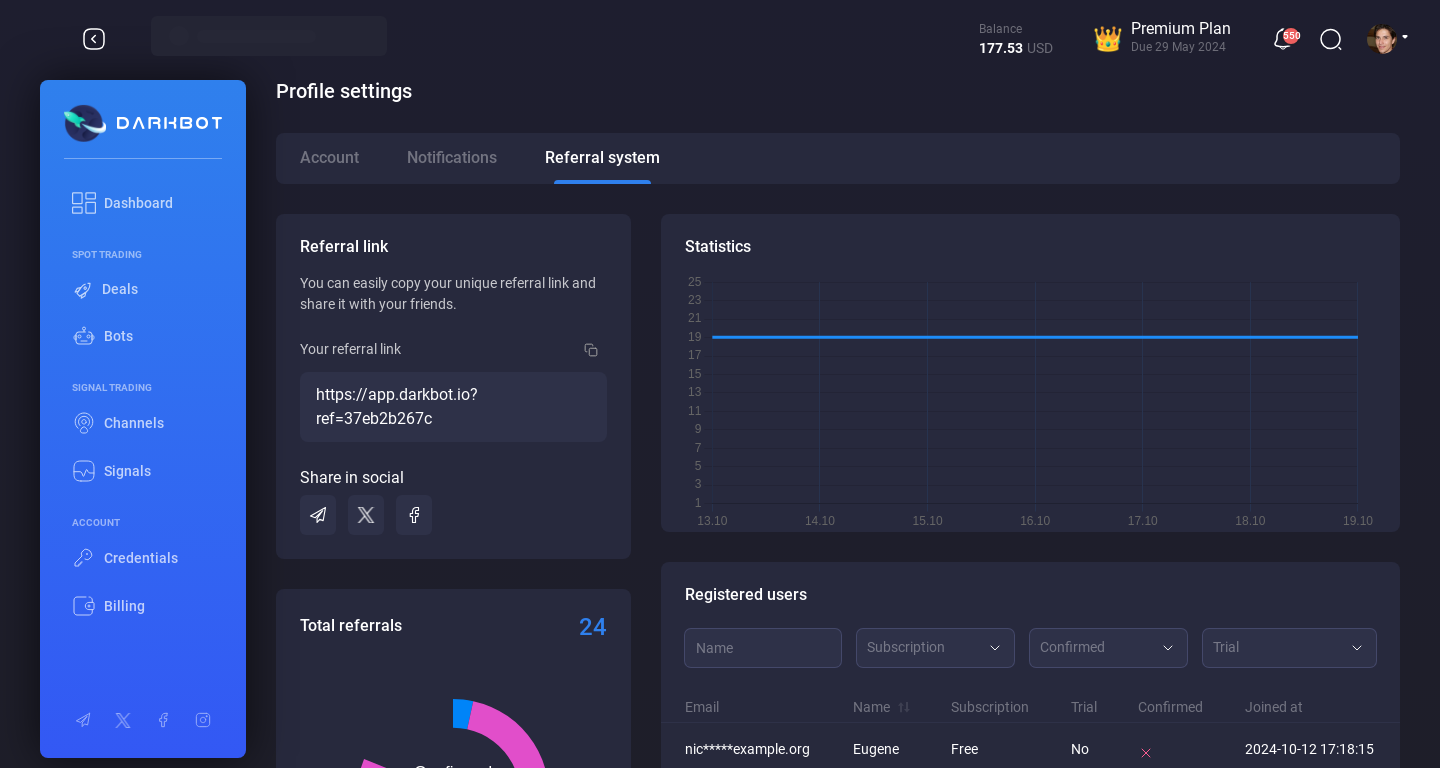 Balance
177.53 USD
Premium Plan
Due 29 May 2024
550
DARKBOT
Dashboard
SPOT TRADING
Deals
Bots
SIGNAL TRADING
Channels
Signals
ACCOUNT
Credentials
Billing
Profile settings
Account
Notifications
Referral system
Referral link
You can easily copy your unique referral link and
share it with your friends.
Your referral link
https://app.darkbot.io?
ref=37eb2b267c
Share in social
Total referrals
24
Statistics
25
23
21
19
17
15
13
11
9
7
5
3
1
13.10
14.10
15.10
16.10
17.10
18.10
19.10
Registered users
Name
Subscription
Confirmed
Trial
Email
Name
Subscription
Trial
Confirmed
Joined at
nic*****example.org
Eugene
Free
No
2024-10-12 17:18:15